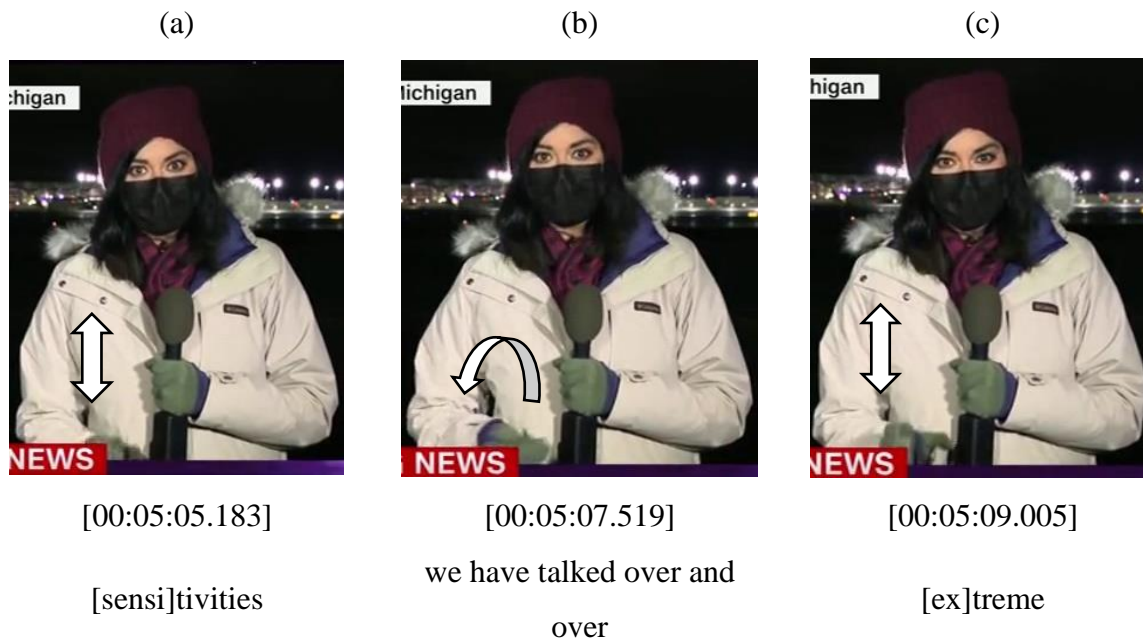 (a)
(b)
(c)
chigan
Michigan
higan
NEWS
NEWS
NEWS
[00:05:05.183]
[00:05:07.519]
[00:05:09.005]
[sensi]tivities
we have talked over and
over
[ex]treme